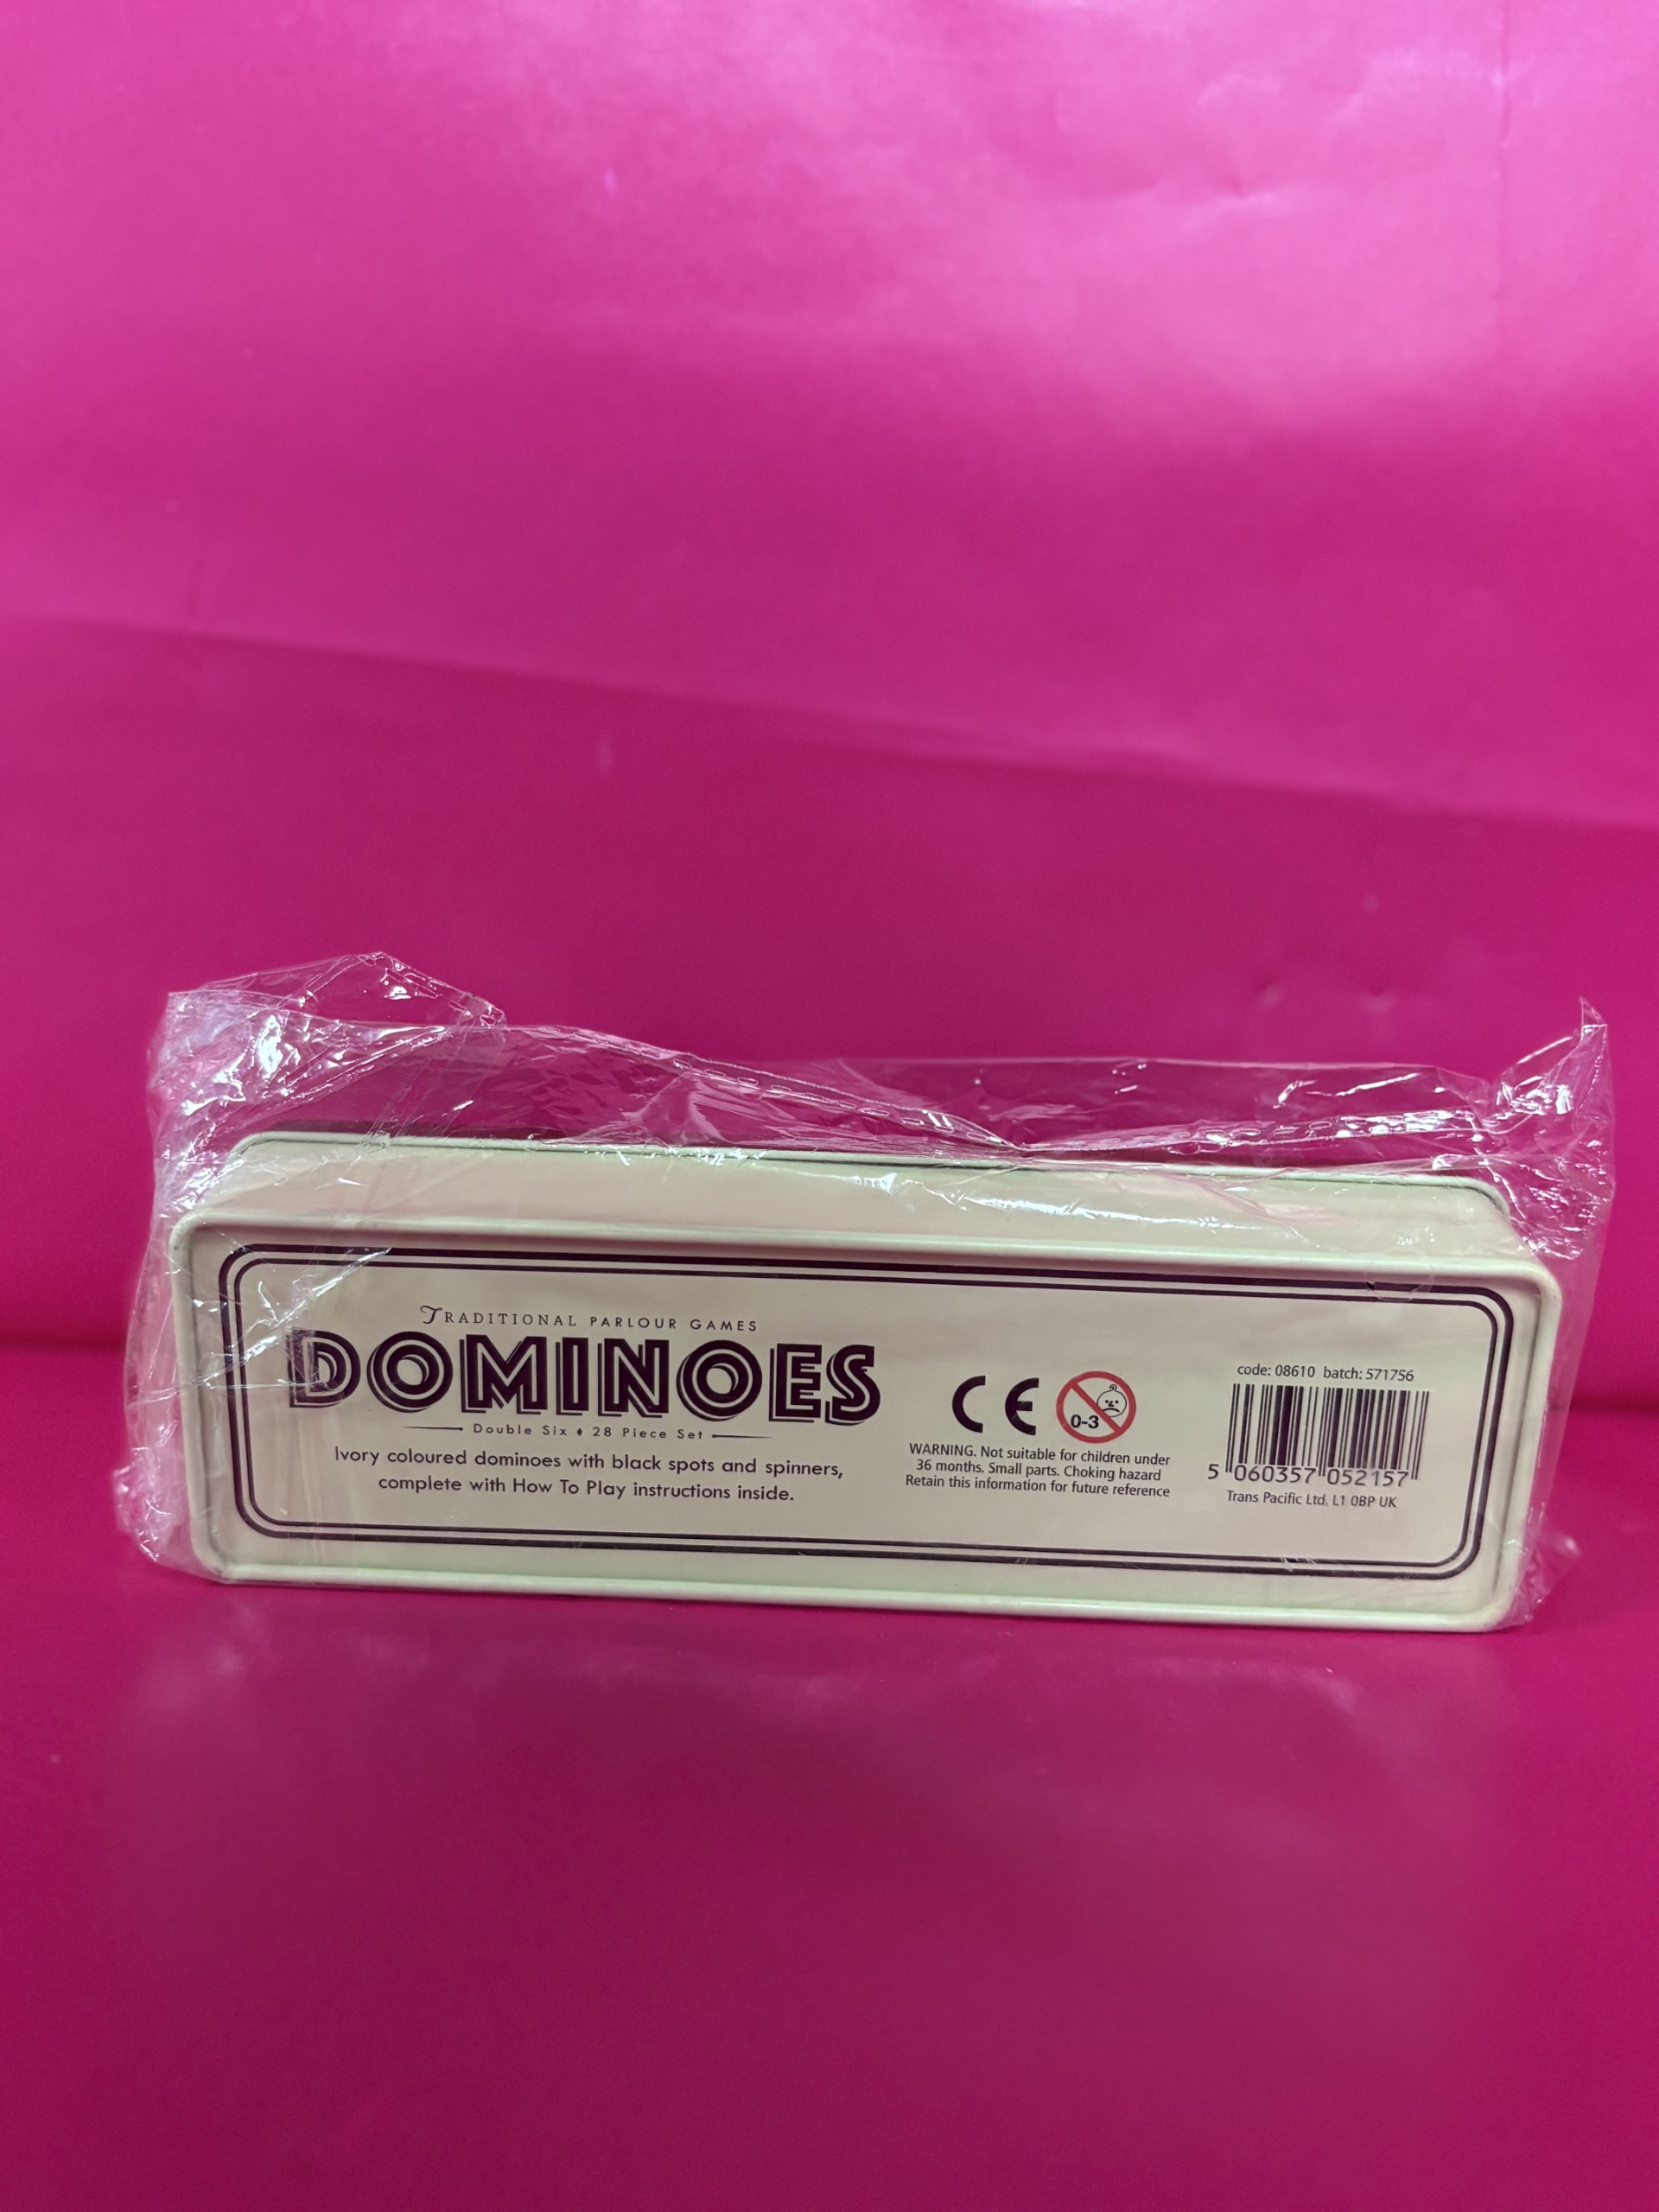 TRADITIONAL PARLOUR GAMES
DOMINOES
Double Six ♦ 28 Piece Set
Ivory coloured dominoes with black spots and spinners,
complete with How To Play instructions inside.
CE
0-3
WARNING. Not suitable for children under
36 months. Small parts. Choking hazard
Retain this information for future reference
code: 08610 batch: 571756
5 060357 052157
Trans Pacific Ltd. L1 0BP UK